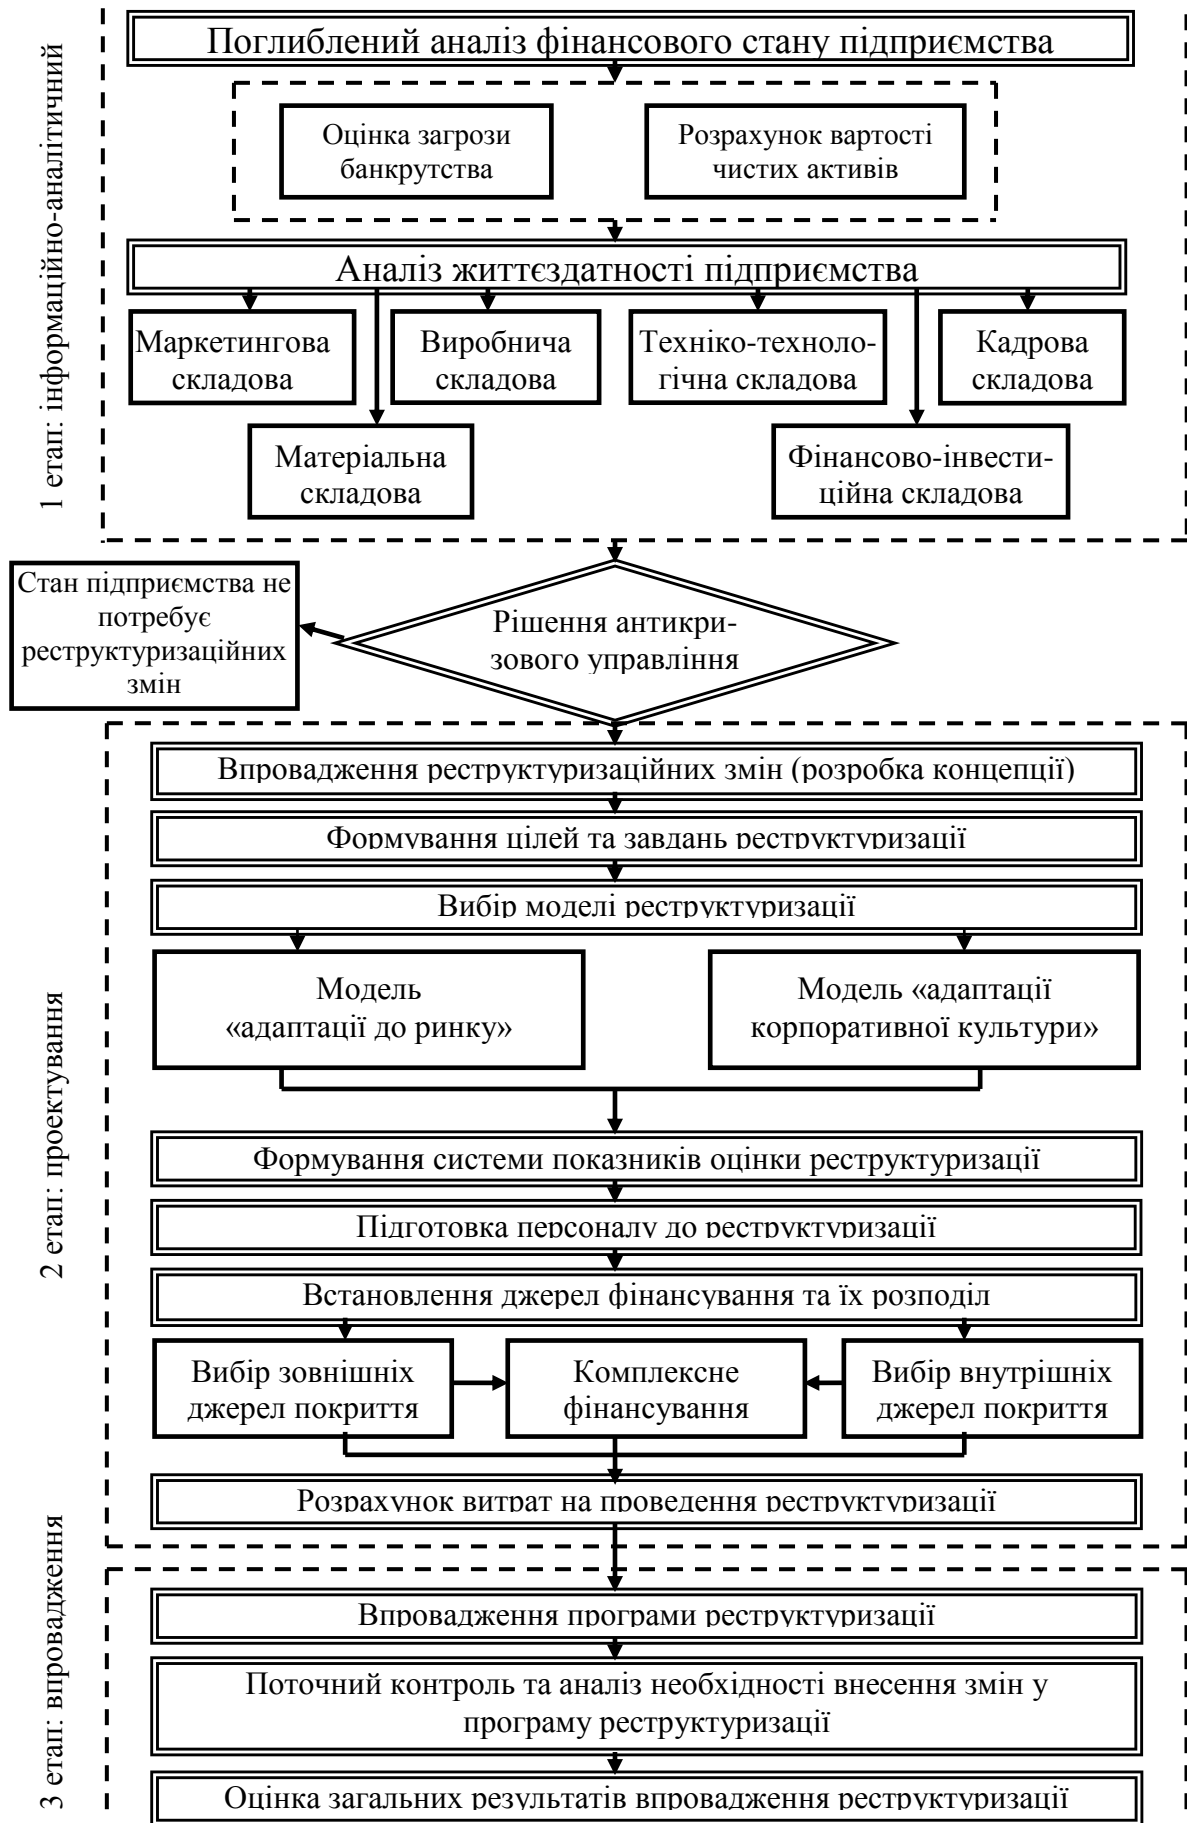 1 етап: інформаційно-аналітичний
Поглиблений аналіз фінансового стану підприємства
Оцінка загрози
банкрутства
Розрахунок вартості
чистих активів
Аналіз життєздатності підприємства
Маркетингова
складова
Виробнича
складова
Техніко-техноло-
гічна складова
Кадрова
складова
Матеріальна
складова
Фінансово-інвести-
ційна складова
Стан підприємства не
потребує
реструктуризаційних
змін
Рішення антикри-
зового управління
2 етап: проектування
Впровадження реструктуризаційних змін (розробка концепції)
Формування цілей та завдань реструктуризації
Вибір моделі реструктуризації
Модель
«адаптації до ринку»
Модель «адаптації
корпоративної культури»
Формування системи показників оцінки реструктуризації
Підготовка персоналу до реструктуризації
Встановлення джерел фінансування та їх розподіл
Вибір зовнішніх
джерел покриття
Комплексне
фінансування
Вибір внутрішніх
джерел покриття
Розрахунок витрат на проведення реструктуризації
3 етап: впровадження
Впровадження програми реструктуризації
Поточний контроль та аналіз необхідності внесення змін у
програму реструктуризації
Оцінка загальних результатів впровадження реструктуризації